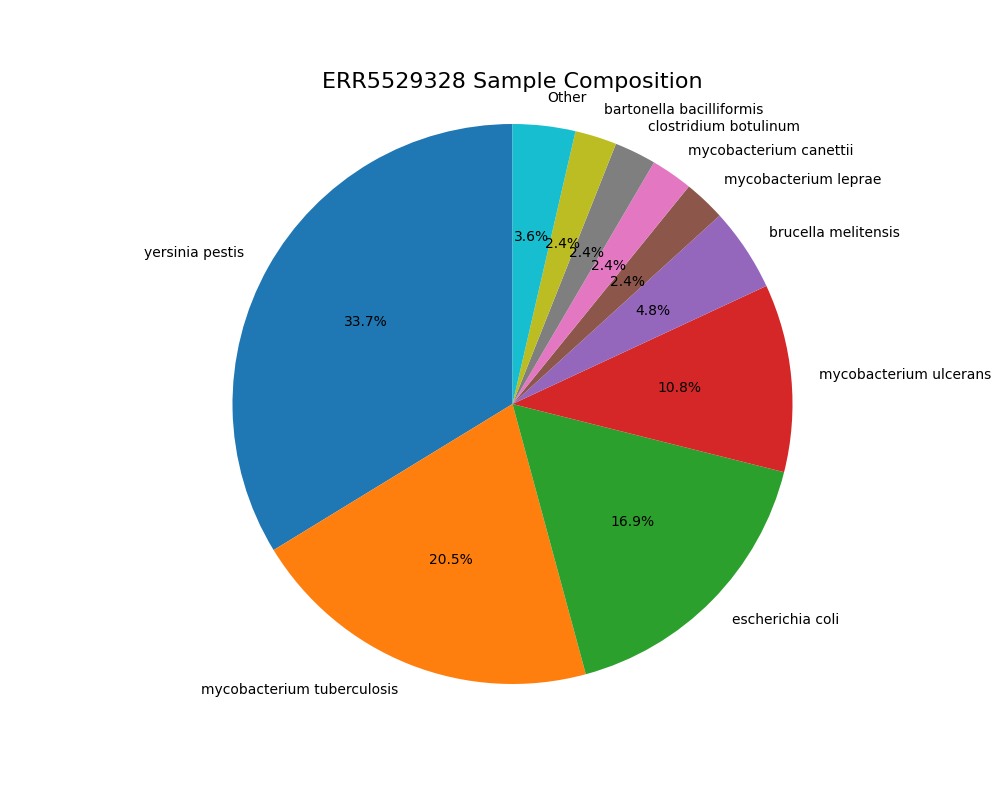 ERR5529328 Sample Composition
Other
bartonella bacilliformis
clostridium botulinum
mycobacterium canettii
mycobacterium leprae
brucella melitensis
yersinia pestis
mycobacterium ulcerans
escherichia coli
mycobacterium tuberculosis
3.6%
2.4%
2.4%
2.4%
2.4%
4.8%
33.7%
10.8%
16.9%
20.5%